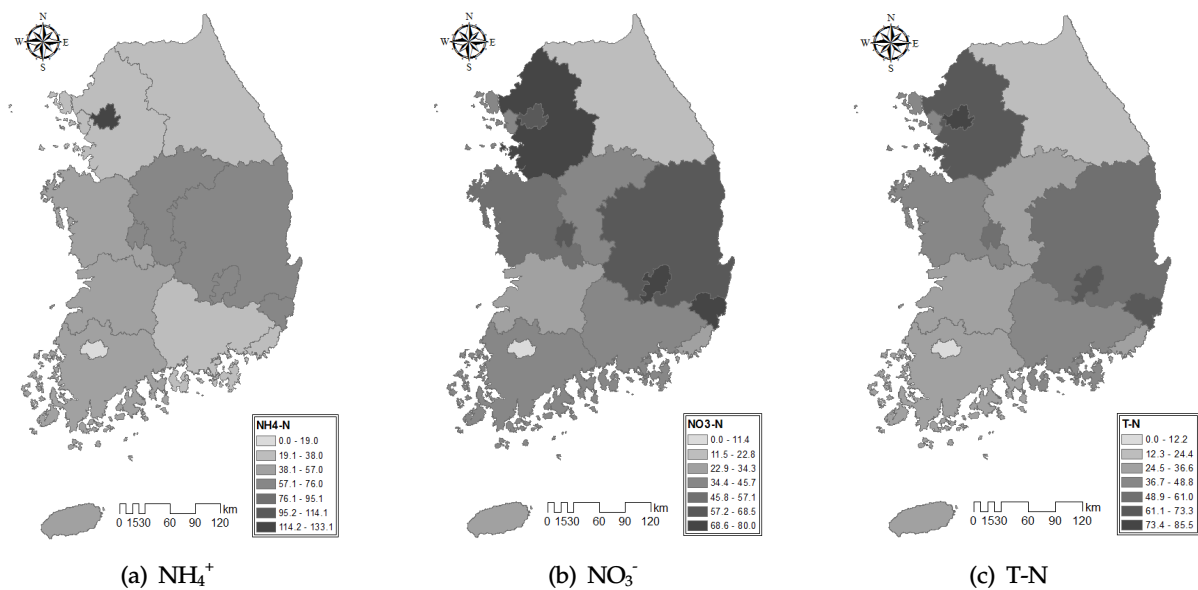 N
W E
S
NH4-N
0.0 - 19.0
19.1 - 38.0
38.1 - 57.0
57.1 - 76.0
76.1 - 95.1
95.2 - 114.1
114.2 - 133.1
km
0 1530 60 90 120
(a) NH₄⁺
N
W E
S
NO3-N
0.0 - 11.4
11.5 - 22.8
22.9 - 34.3
34.4 - 45.7
45.8 - 57.1
57.2 - 68.5
68.6 - 80.0
km
0 1530 60 90 120
(b) NO₃⁻
N
W E
S
T-N
0.0 - 12.2
12.3 - 24.4
24.5 - 36.6
36.7 - 48.8
48.9 - 61.0
61.1 - 73.3
73.4 - 85.5
km
0 1530 60 90 120
(c) T-N